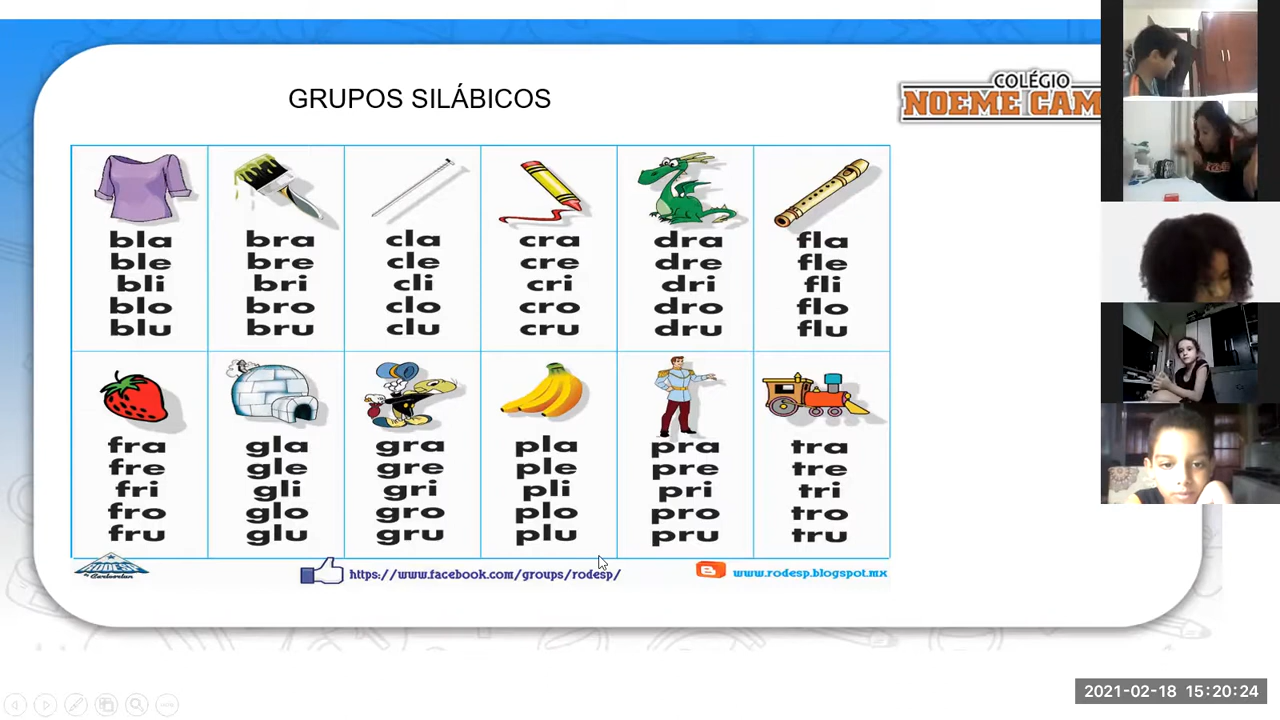 GRUPOS SILÁBICOS
COLÉGIO
NOEME CAM
bla bra cla cra dra fla
ble bre cle cre dre fle
bli bri cli cri dri fli
blo bro clo cro dro flo
blu bru clu cru dru flu
fra gla gra pla pra tra
fre gle gre ple pre tre
fri gli gri pli pri tri
fro glo gro plo pro tro
fru glu gru plu pru tru
RODESP
https://www.facebook.com/groups/rodesp/
www.rodesp.blogspot.mx
2021-02-18 15:20:24